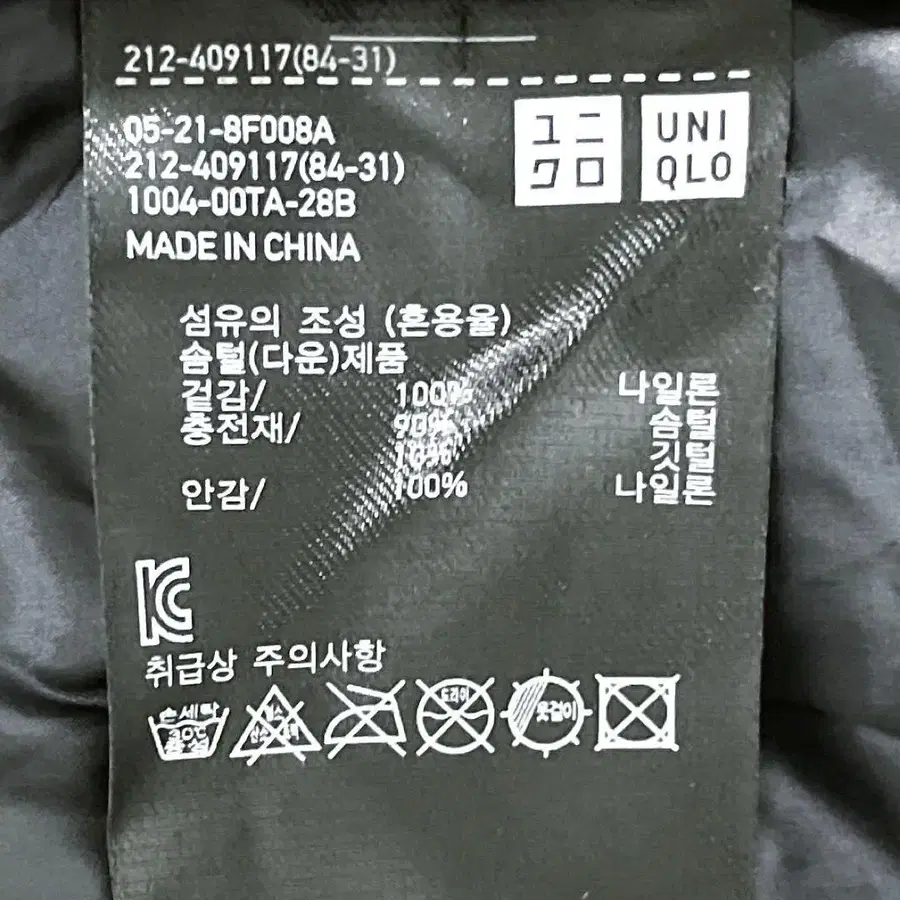 212-409117(84-31)
05-21-8F008A
212-409117(84-31)
1004-00TA-28B
MADE IN CHINA
ユニ
クロ
UNI
QLO
섬유의 조성 (혼용율)
솜털(다운)제품
겉감/ 100% 나일론
충전재/ 90% 솜털
10% 깃털
안감/ 100% 나일론
KC
취급상 주의사항
손세탁
30℃
중성
드라이
옷걸이